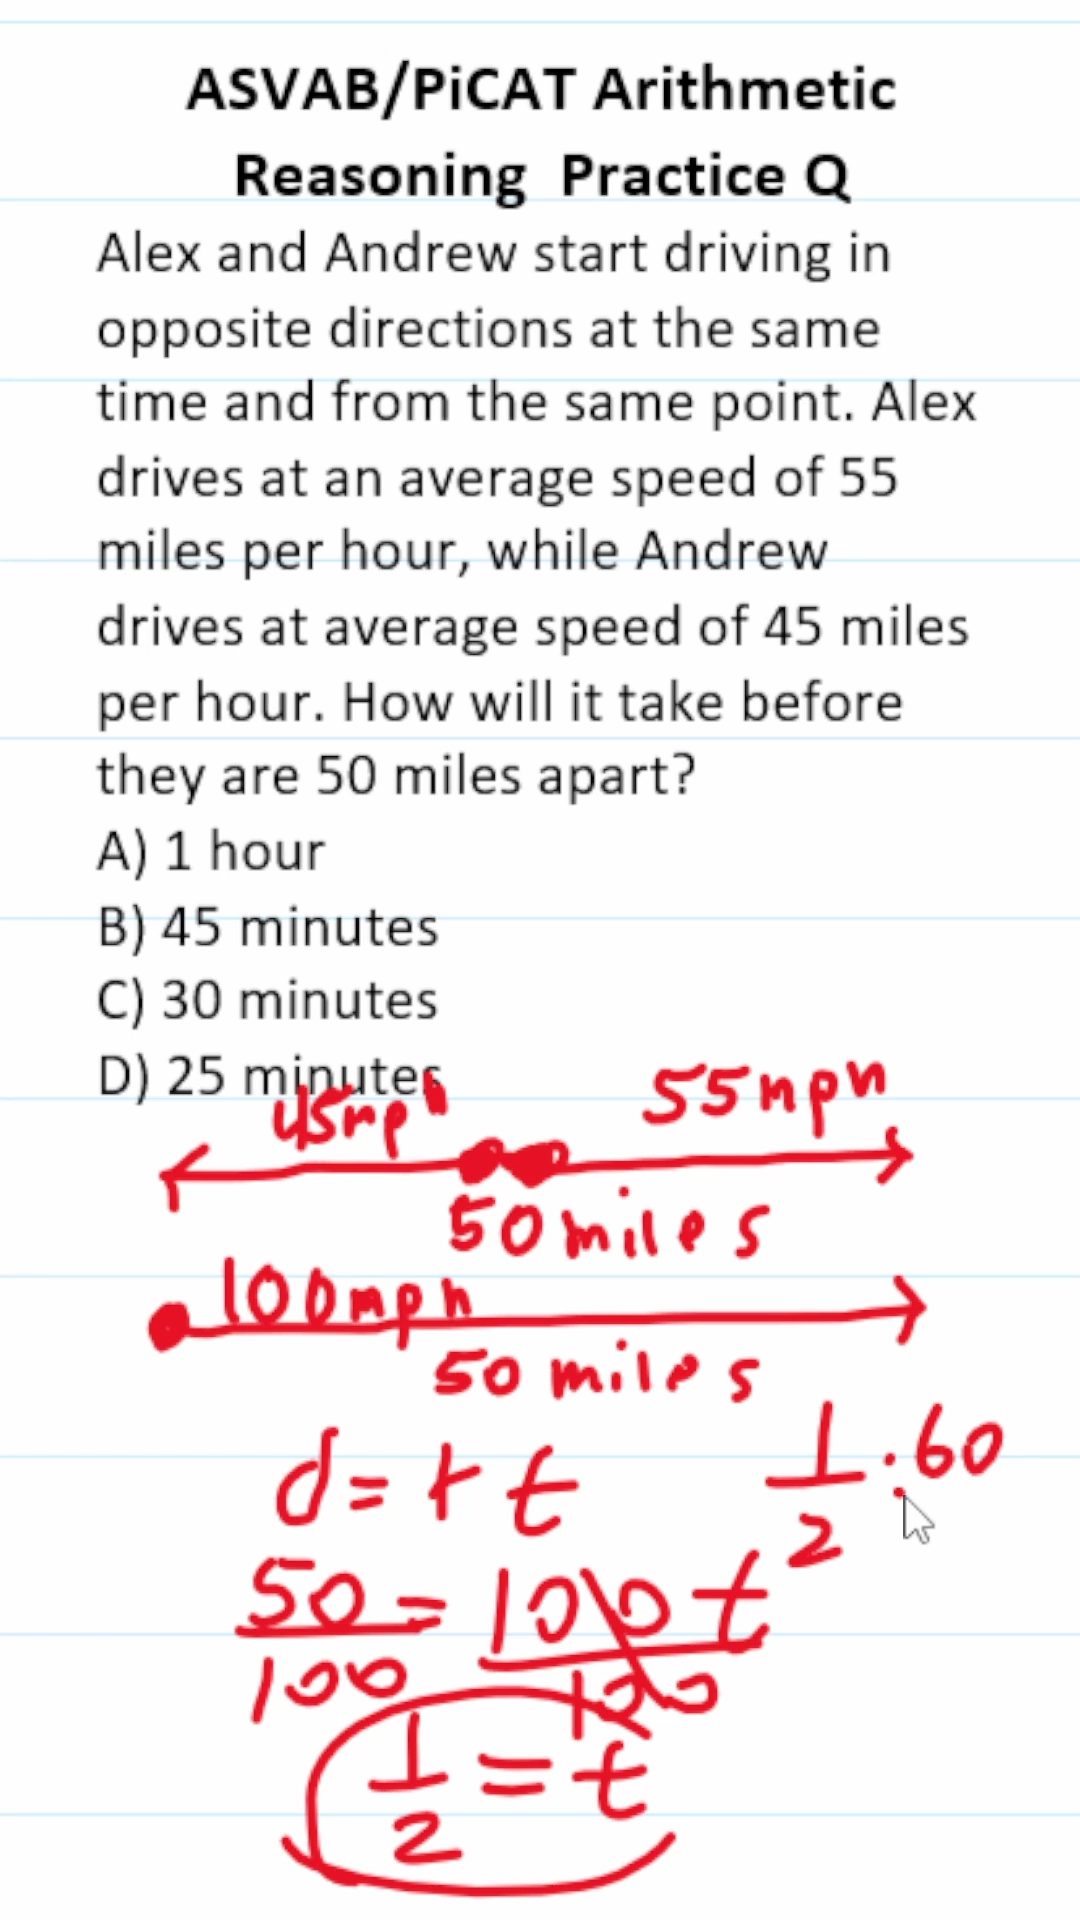 ASVAB/PiCAT Arithmetic
Reasoning Practice Q
Alex and Andrew start driving in
opposite directions at the same
time and from the same point. Alex
drives at an average speed of 55
miles per hour, while Andrew
drives at average speed of 45 miles
per hour. How will it take before
they are 50 miles apart?
A) 1 hour
B) 45 minutes
C) 30 minutes
D) 25 minutes
45mph 55mph
50 miles
100mph
50 miles
d = rt
1/2 · 60
50/100 = 100t/100
1/2 = t